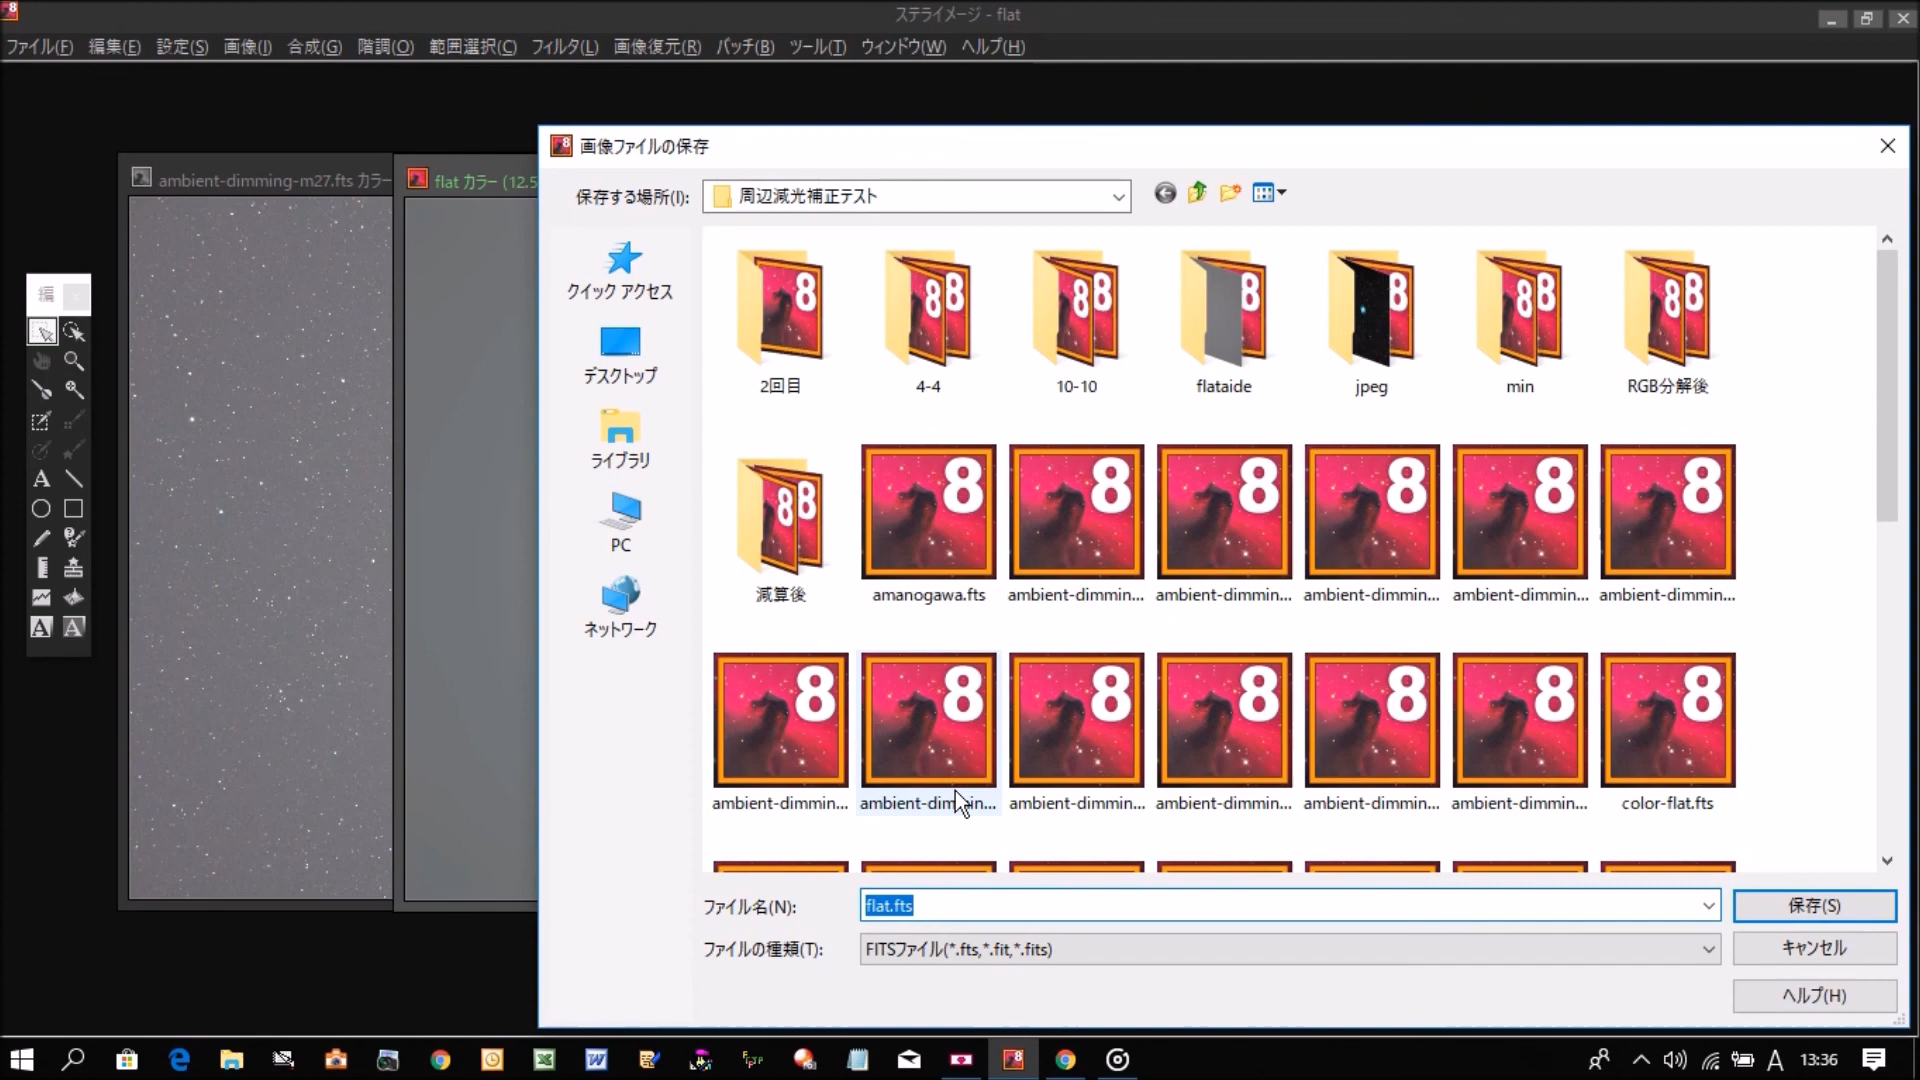 ステライメージ - flat
ファイル(F) 編集(E) 設定(S) 画像(I) 合成(G) 階調(O) 範囲選択(C) フィルタ(L) 画像復元(R) バッチ(B) ツール(T) ウィンドウ(W) ヘルプ(H)
ambient-dimming-m27.fts カラー
flat カラー (12.5
編
画像ファイルの保存
保存する場所(I): 周辺減光補正テスト
クイック アクセス
デスクトップ
ライブラリ
PC
ネットワーク
2回目 4-4 10-10 flataide jpeg min RGB分解後
減算後 amanogawa.fts ambient-dimmin... ambient-dimmin... ambient-dimmin... ambient-dimmin... ambient-dimmin...
ambient-dimmin... ambient-dimmin... ambient-dimmin... ambient-dimmin... ambient-dimmin... ambient-dimmin... color-flat.fts
ファイル名(N): flat.fts 保存(S)
ファイルの種類(T): FITSファイル(*.fts,*.fit,*.fits) キャンセル
ヘルプ(H)
A 13:36